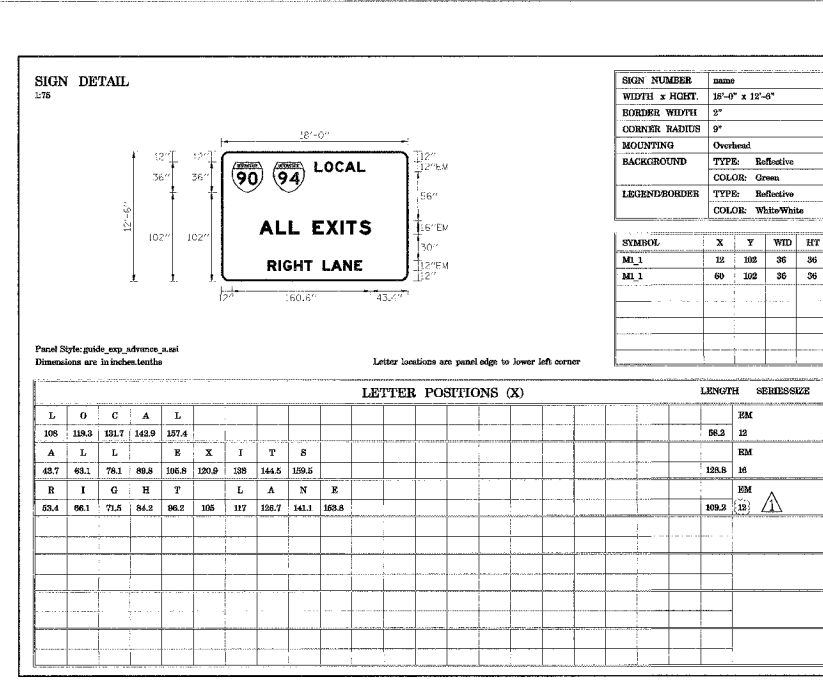 SIGN DETAIL
1:75
SIGN NUMBER name
WIDTH x HGHT. 18'-0" x 12'-6"
BORDER WIDTH 2"
CORNER RADIUS 9"
MOUNTING Overhead
BACKGROUND TYPE: Reflective
COLOR: Green
LEGEND/BORDER TYPE: Reflective
COLOR: White/White
SYMBOL X Y WID HT
M1_1 12 102 36 36
M1_1 60 102 36 36
18'-0"
12'-6"
12" 12"
36" 36"
102" 102"
90 94 LOCAL
ALL EXITS
RIGHT LANE
12"
12"EM
56"
16"EM
30"
12"EM
12"
12" 160.6" 43.4"
Panel Style: guide_exp_advance_a.ssi
Dimensions are in inches.tenths
Letter locations are panel edge to lower left corner
LETTER POSITIONS (X) LENGTH SERIES SIZE
L O C A L EM
108 119.3 131.7 142.9 157.4 58.2 12
A L L E X I T S EM
43.7 63.1 78.1 89.8 105.8 120.9 138 144.5 159.5 128.8 16
R I G H T L A N E EM
53.4 66.1 71.5 84.2 96.2 105 117 126.7 141.1 153.8 109.2 12 1